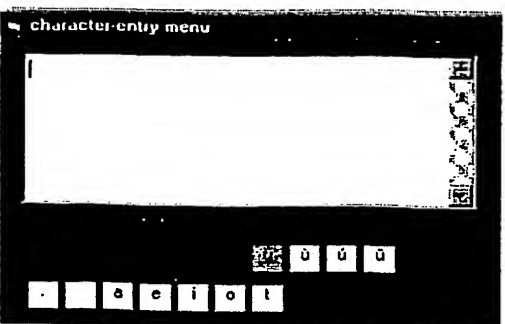 character-entry menu
ù ú ū
. a e i o t